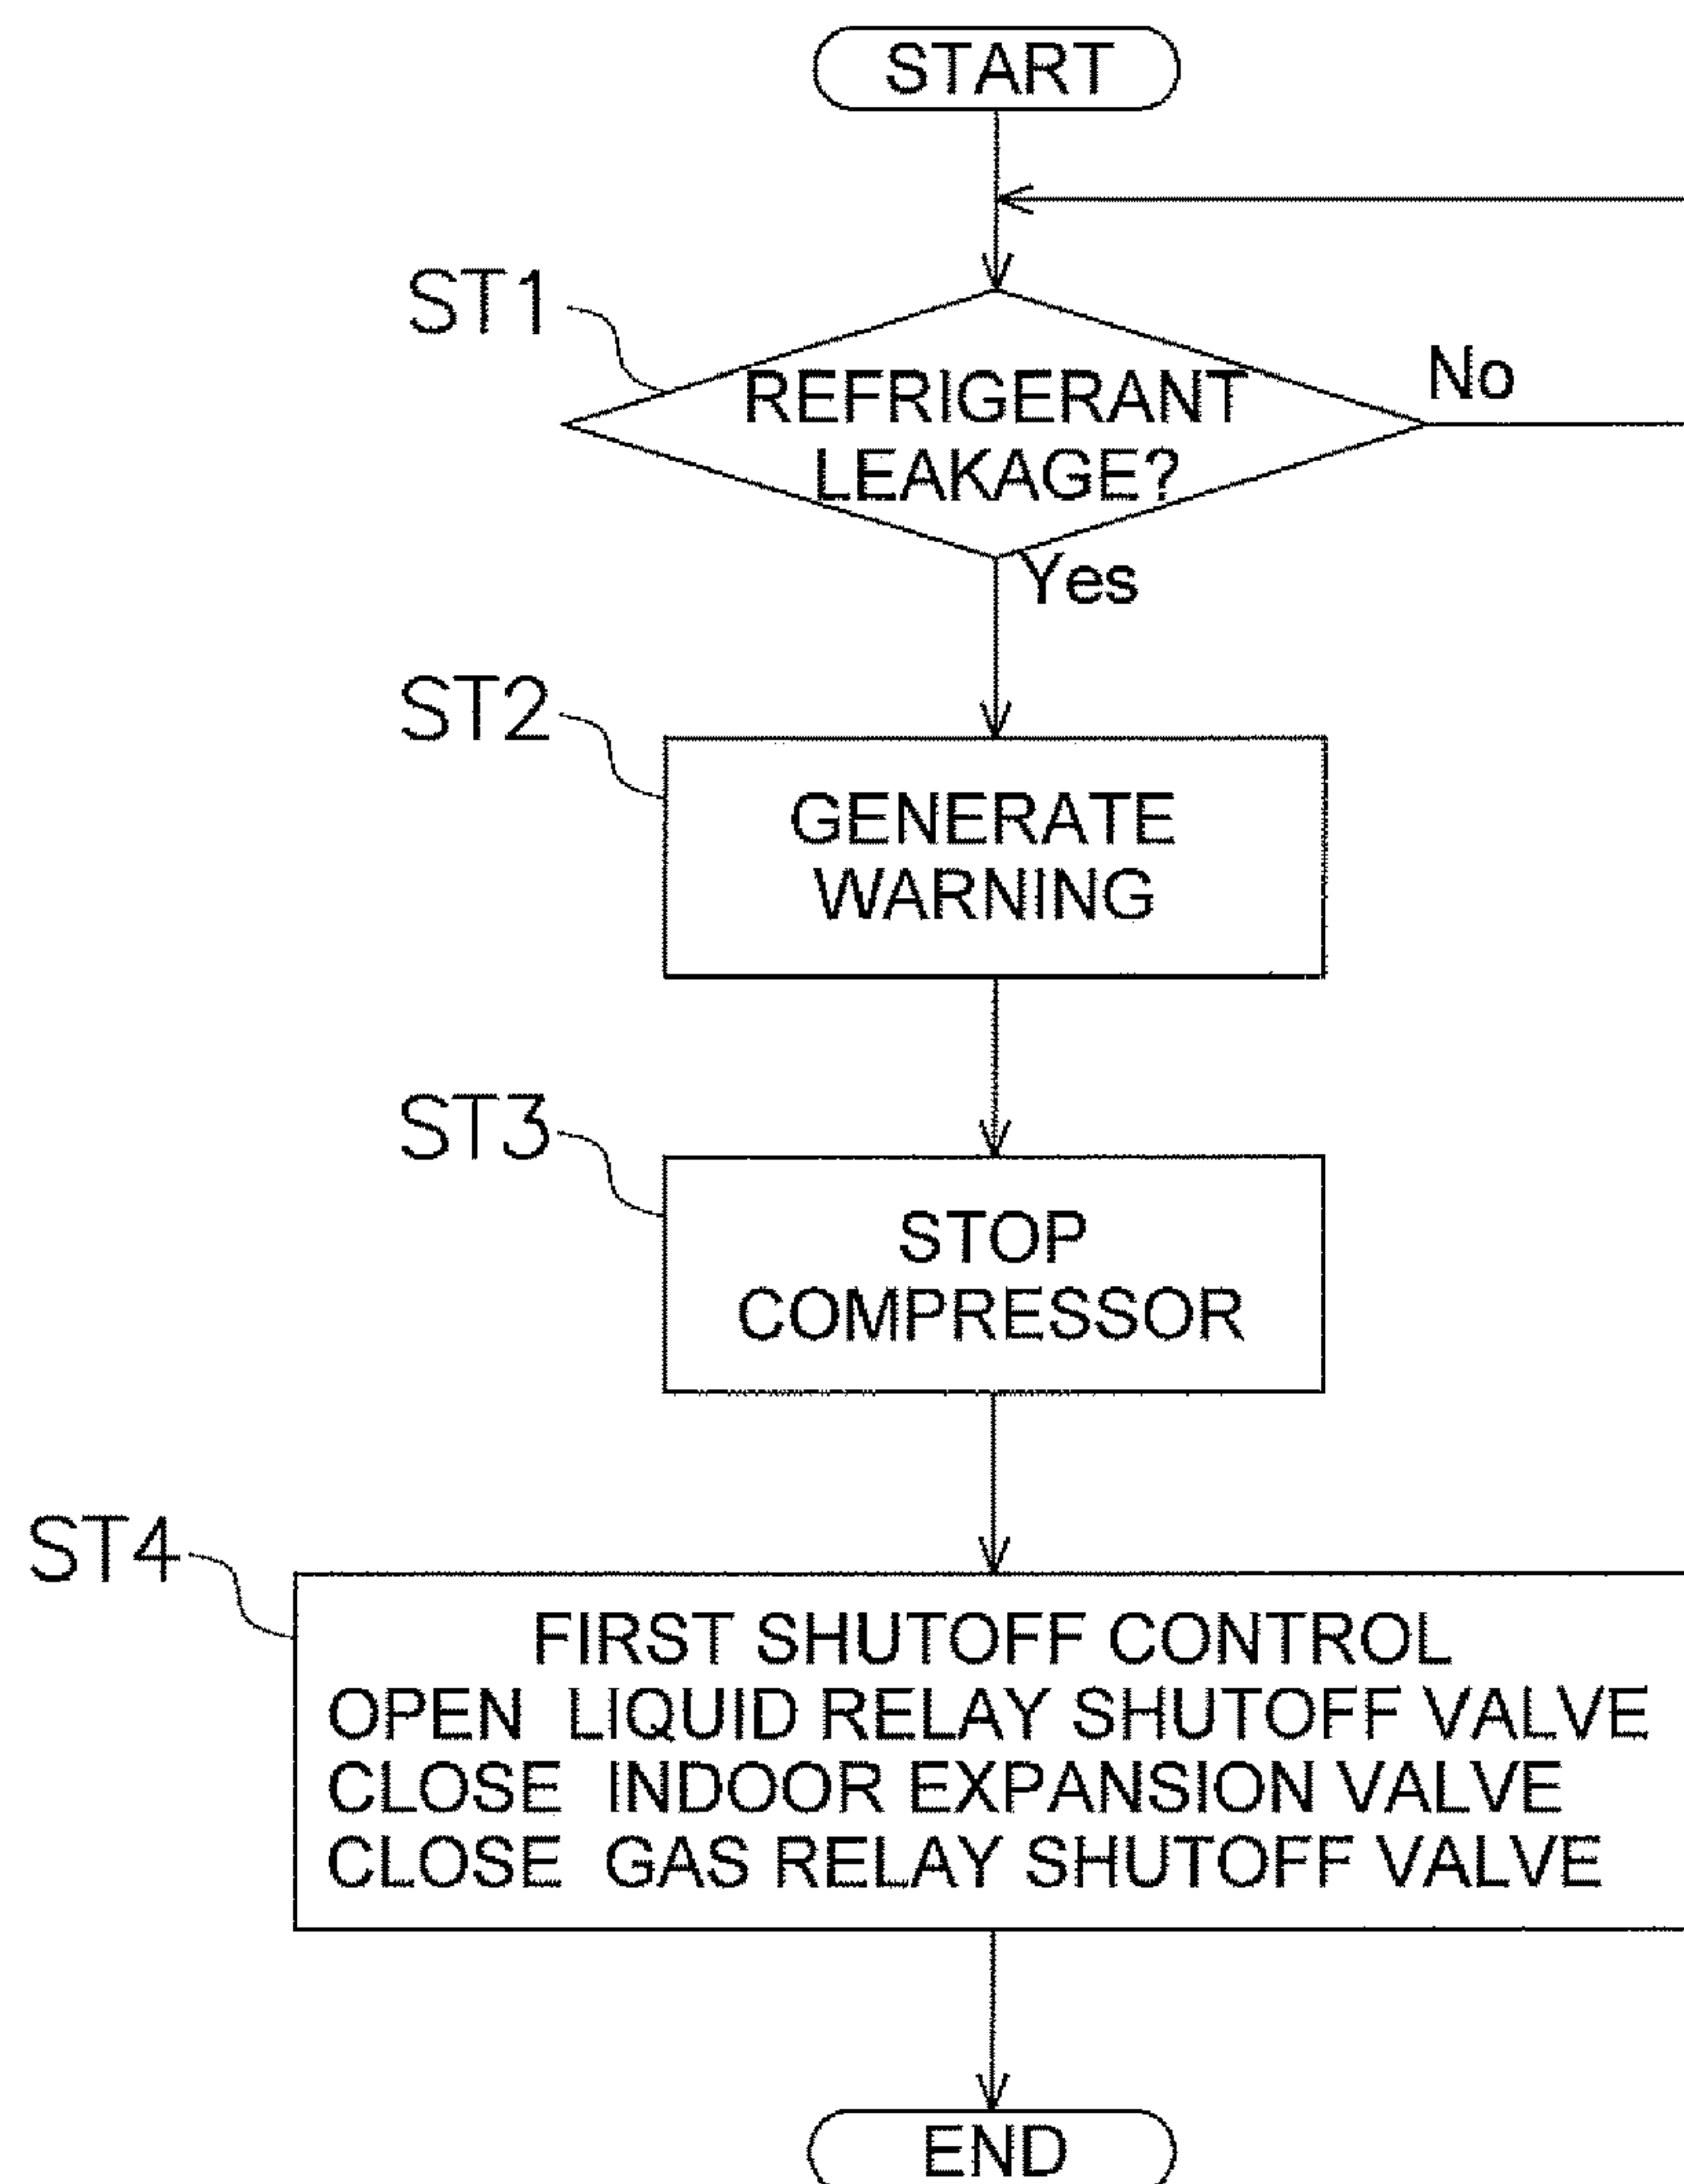 START
ST1
REFRIGERANT
LEAKAGE?
No
Yes
ST2
GENERATE
WARNING
ST3
STOP
COMPRESSOR
ST4
FIRST SHUTOFF CONTROL
OPEN LIQUID RELAY SHUTOFF VALVE
CLOSE INDOOR EXPANSION VALVE
CLOSE GAS RELAY SHUTOFF VALVE
END